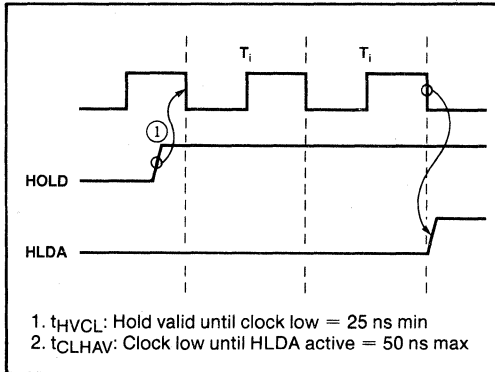 Ti Ti
1
HOLD
HLDA
1. tHVCL: Hold valid until clock low = 25 ns min
2. tCLHAV: Clock low until HLDA active = 50 ns max